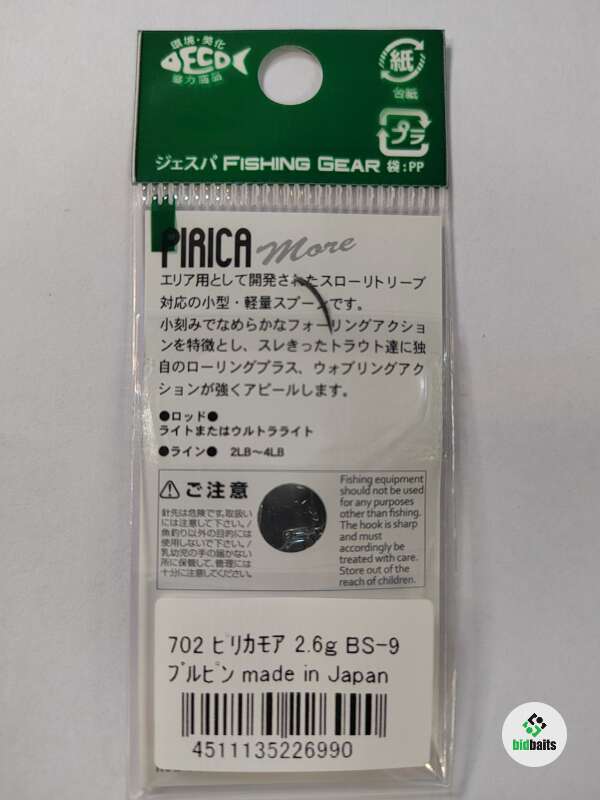 環境・美化
DECO
協力商品
紙
台紙
プラ
ジェスパ FISHING GEAR 袋:PP
PIRICA More
エリア用として開発されたスローリトリーブ
対応の小型・軽量スプーンです。
小刻みでなめらかなフォーリングアクショ
ンを特徴とし、スレきったトラウト達に独
自のローリングプラス、ウォブリングアク
ションが強くアピールします。
●ロッド●
ライトまたはウルトラライト
●ライン● 2LB～4LB
ご注意
針先は危険です。取扱い
には注意して下さい。/
魚釣り以外の目的には
使用しないで下さい。/
乳幼児の手の届かない
所に保管して、管理には
十分に注意してください。
Fishing equipment
should not be used
for any purposes
other than fishing.
The hook is sharp
and must
accordingly be
treated with care.
Store out of the
reach of children.
702 ピリカモア 2.6g BS-9
ブルピン made in Japan
4511135226990
bidbaits